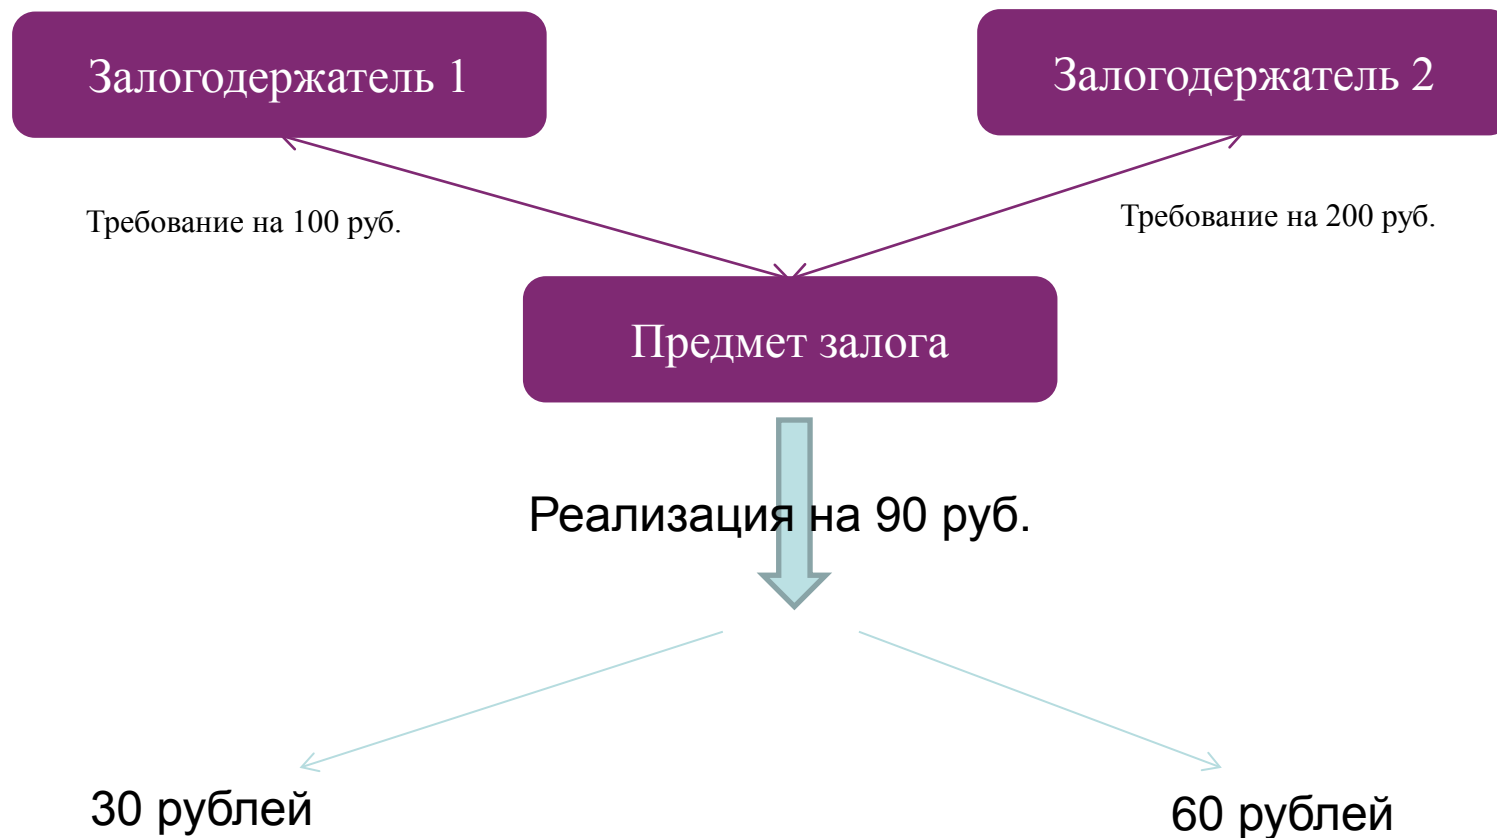 Залогодержатель 1
Залогодержатель 2
Требование на 100 руб.
Требование на 200 руб.
Предмет залога
Реализация на 90 руб.
30 рублей
60 рублей